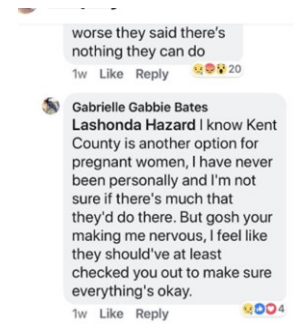 worse they said there's
nothing they can do
1w Like Reply 20
Gabrielle Gabbie Bates
Lashonda Hazard I know Kent
County is another option for
pregnant women, I have never
been personally and I'm not
sure if there's much that
they'd do there. But gosh your
making me nervous, I feel like
they should've at least
checked you out to make sure
everything's okay.
1w Like Reply 4